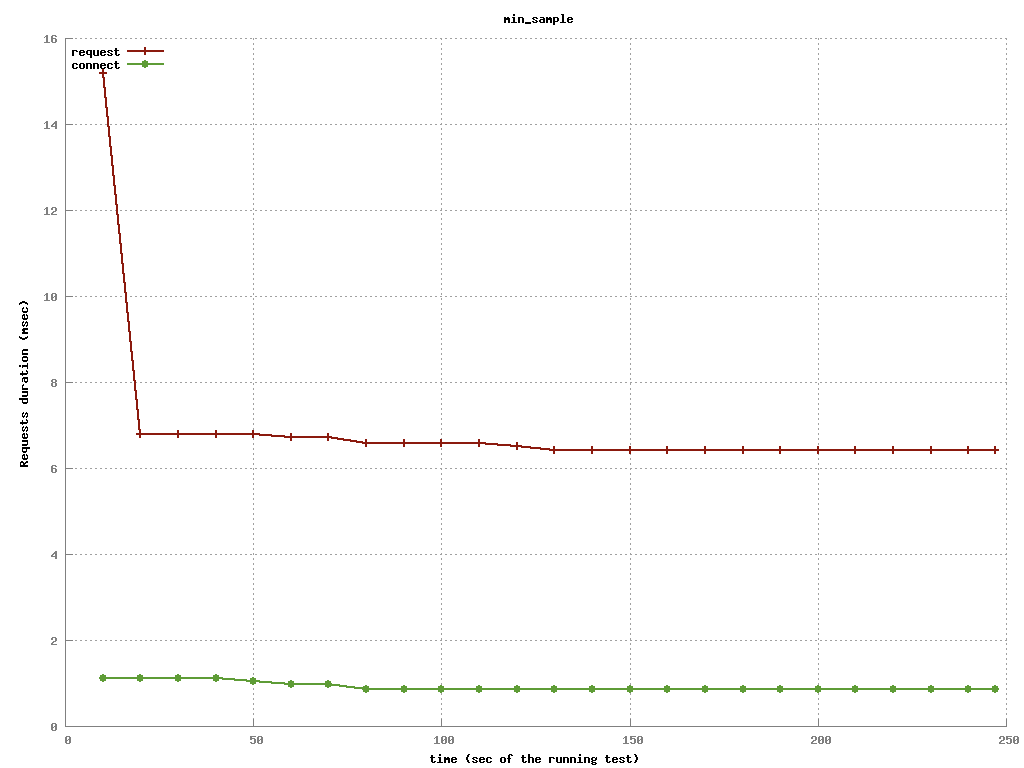 min_sample
16
request
connect
14
12
10
8
6
4
2
0
Requests duration (msec)
0 50 100 150 200 250
time (sec of the running test)